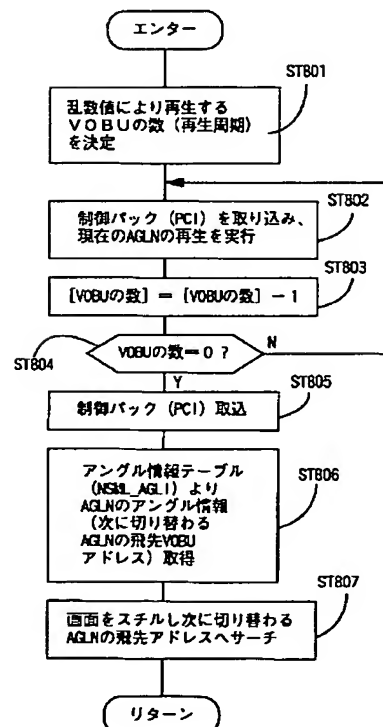 エンター
ST801
乱数値により再生する
VOBUの数（再生周期）
を決定
ST802
制御パック（PCI）を取り込み、
現在のAGLNの再生を実行
ST803
[VOBUの数] = [VOBUの数] − 1
ST804
VOBUの数=0？
N
Y
ST805
制御パック（PCI）取込
ST806
アングル情報テーブル
（NSML_AGLI）より
AGLNのアングル情報
（次に切り替わる
AGLNの飛先VOBU
アドレス）取得
ST807
画面をスチルし次に切り替わる
AGLNの飛先アドレスへサーチ
リターン